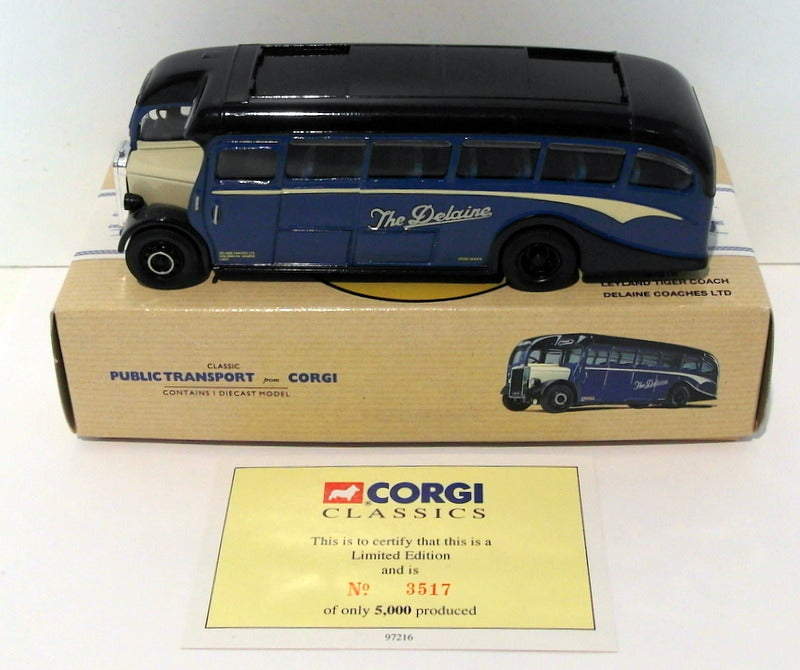 The Delaine
LEYLAND TIGER COACH
DELAINE COACHES LTD
CLASSIC
PUBLIC TRANSPORT from CORGI
CONTAINS 1 DIECAST MODEL
The Delaine
CORGI
CLASSICS
This is to certify that this is a
Limited Edition
and is
No 3517
of only 5,000 produced
97216